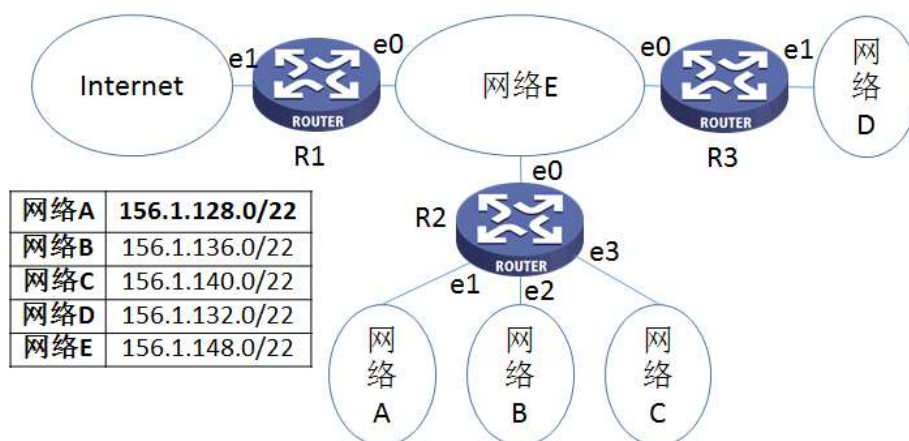 Internet
e1
ROUTER
R1
e0
网络E
e0
ROUTER
R3
e1
网
络
D
e0
R2
ROUTER
e1
e2
e3
网络A 156.1.128.0/22
网络B 156.1.136.0/22
网络C 156.1.140.0/22
网络D 156.1.132.0/22
网络E 156.1.148.0/22
网
络
A
网
络
B
网
络
C